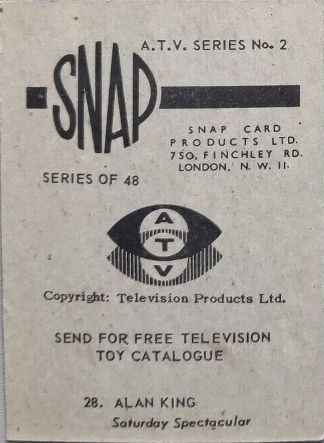 A.T.V. SERIES No. 2
SNAP
SNAP CARD
PRODUCTS LTD.
750, FINCHLEY RD.
LONDON, N. W. 11.
SERIES OF 48
A
T
V
Copyright: Television Products Ltd.
SEND FOR FREE TELEVISION
TOY CATALOGUE
28. ALAN KING
Saturday Spectacular